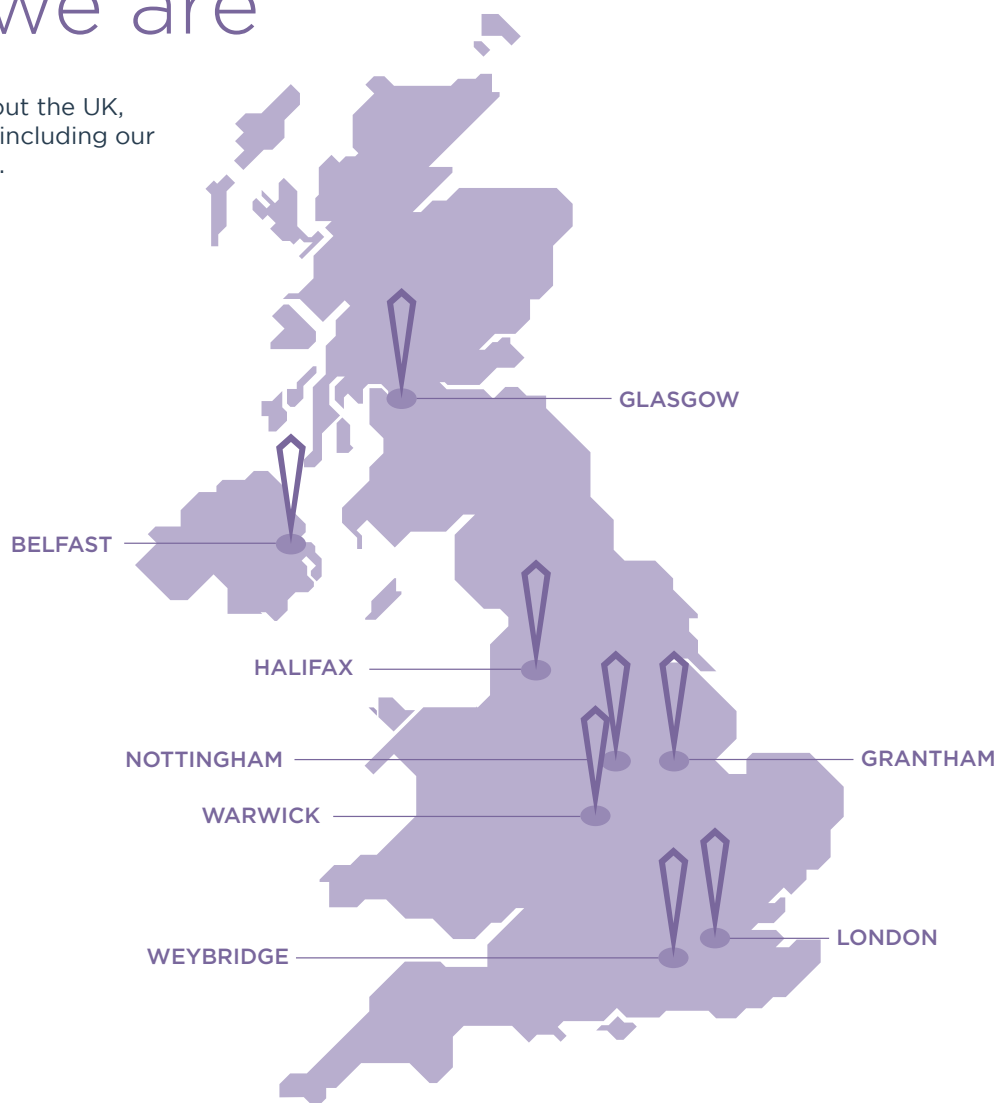 we are
out the UK,
including our
.
GLASGOW
BELFAST
HALIFAX
NOTTINGHAM
GRANTHAM
WARWICK
LONDON
WEYBRIDGE